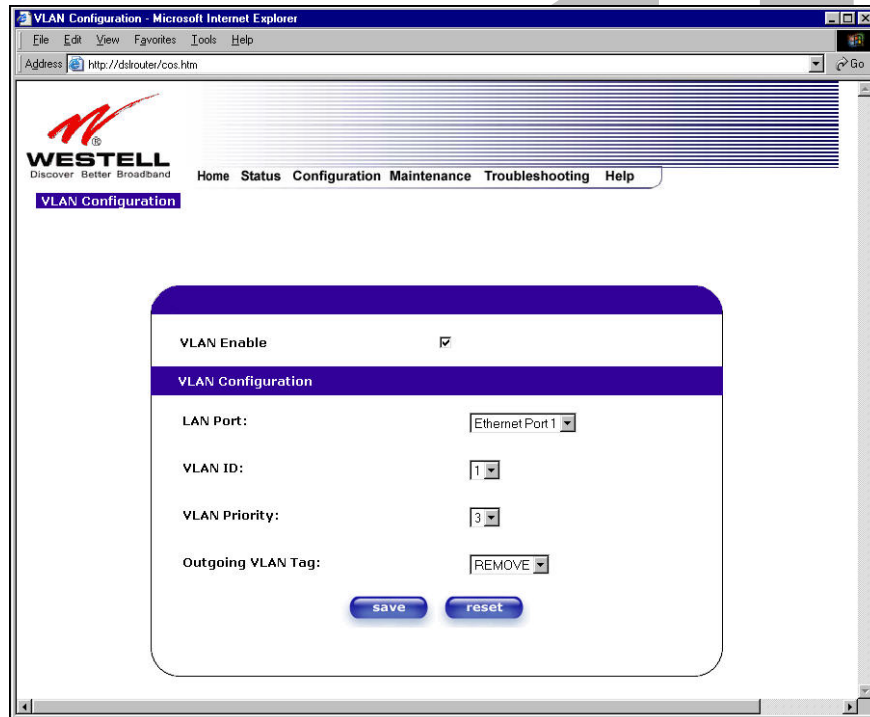 VLAN Configuration - Microsoft Internet Explorer
File Edit View Favorites Tools Help
Address http://dslrouter/cos.htm Go
WESTELL
®
Discover Better Broadband
Home Status Configuration Maintenance Troubleshooting Help
VLAN Configuration
VLAN Enable
VLAN Configuration
LAN Port: Ethernet Port 1
VLAN ID: 1
VLAN Priority: 3
Outgoing VLAN Tag: REMOVE
save reset